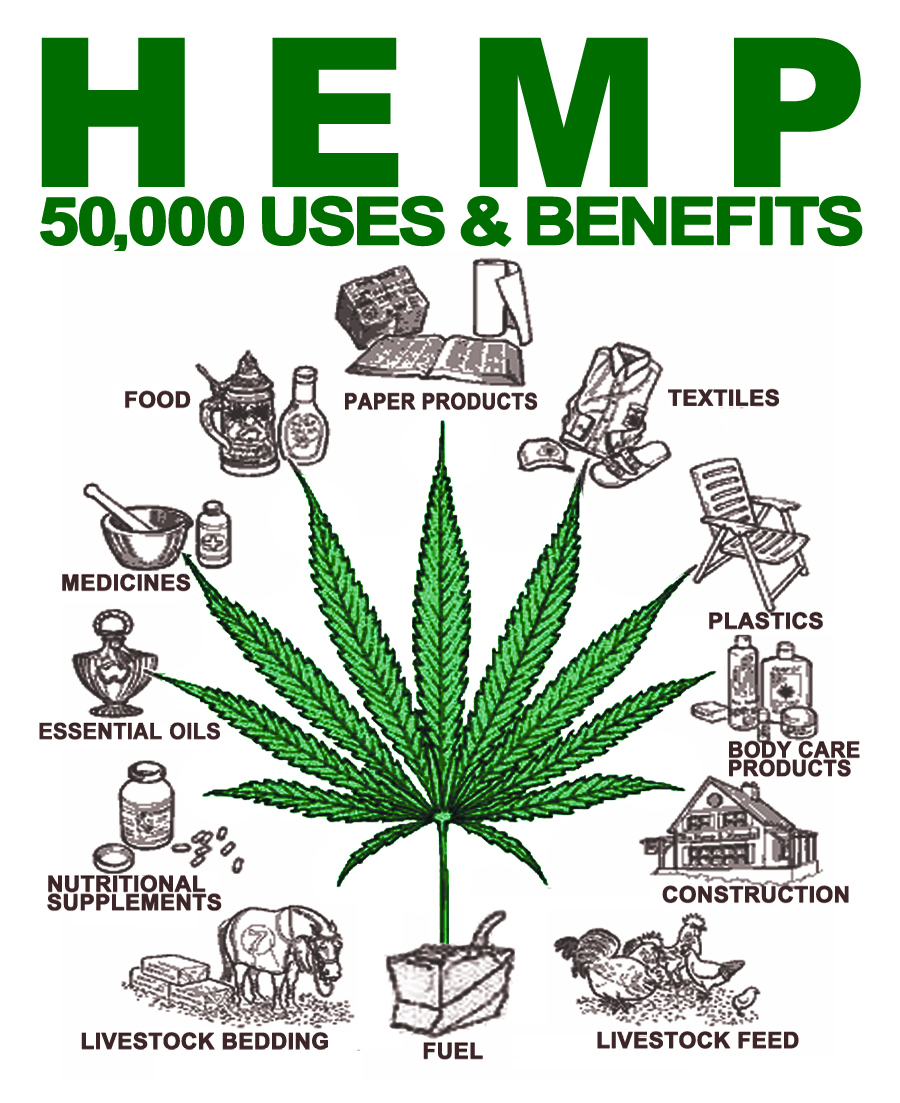 HEMP
50,000 USES & BENEFITS
PAPER PRODUCTS
FOOD
TEXTILES
MEDICINES
PLASTICS
ESSENTIAL OILS
BODY CARE
PRODUCTS
NUTRITIONAL
SUPPLEMENTS
CONSTRUCTION
7
LIVESTOCK BEDDING
FUEL
LIVESTOCK FEED